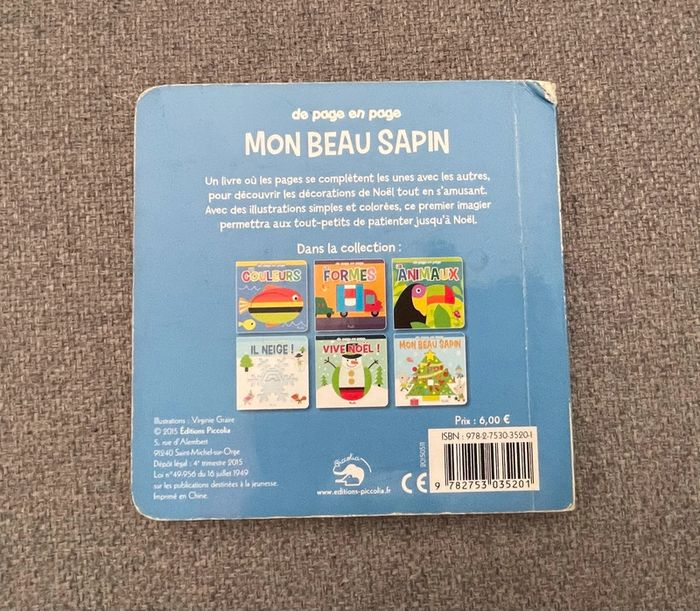 de page en page
MON BEAU SAPIN
Un livre où les pages se complètent les unes avec les autres,
pour découvrir les décorations de Noël tout en s'amusant.
Avec des illustrations simples et colorées, ce premier imagier
permettra aux tout-petits de patienter jusqu'à Noël.
Dans la collection :
COULEURS
FORMES
ANIMAUX
IL NEIGE !
VIVE NOËL !
MON BEAU SAPIN
Illustrations : Virginie Graire
© 2015 Éditions Piccolia
5, rue d'Alembert
91240 Saint-Michel-sur-Orge
Dépôt légal : 4e trimestre 2015
Loi n°49-956 du 16 juillet 1949
sur les publications destinées à la jeunesse.
Imprimé en Chine.
Piccolia
www.editions-piccolia.fr
CE
Prix : 6,00 €
ISBN : 978-2-7530-3520-1
9 782753 035201